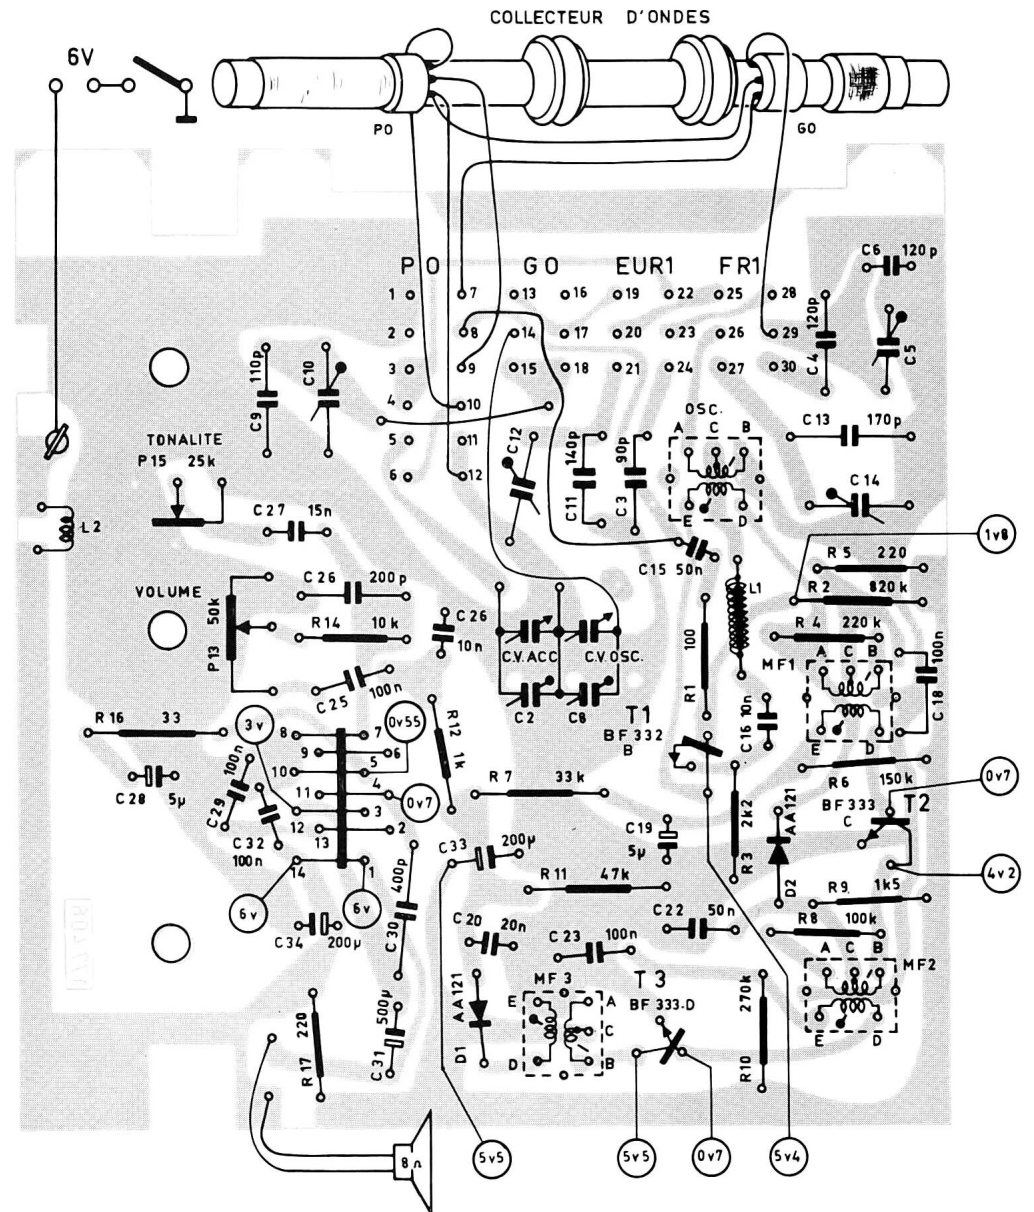 COLLECTEUR D'ONDES
6V
PO
GO
PO GO EUR1 FR1
C6 120p
1 7 13 16 19 22 25 28
2 8 14 17 20 23 26 29
3 9 15 18 21 24 27 30
4 10
5 11
6 12
120p
C4
C5
110p
C9
C10
TONALITE
P15 25k
C27 15n
L2
C12
140p
C11
90p
C3
OSC.
A C B
E D
C13 170p
C14
1v8
C15 50n
L1
R5 220
R2 820k
R4 220k
VOLUME
50k
P13
C26 200p
R14 10k
C26
10n
C25 100n
C.V.ACC C.V.OSC.
C2 C8
100
R1
MF1
A C B
E D
100n
C18
T1
BF332
B
C16 10n
R16 33
3v
0v55
R12
1k
8 7
9 6
10 5
11 4
3
12 2
13
14 1
0v7
C28 5µ
C29 100n
C32
100n
6v
6v
C34 200µ
R7 33k
R6 150k
BF333 T2
C
0v7
2k2
R3
AA121
D2
4v2
C33 200µ
C19
5µ
R11 47k
400p
C30
R9 1k5
R8 100k
C20 20n
C23 100n
C22 50n
A C B
MF2
E D
AA121
D1
MF3
E A
C
D B
T3
BF333.D
270k
R10
220
R17
500µ
C31
8Ω
5v5
5v5
0v7
5v4